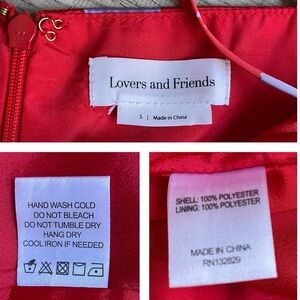 Lovers and Friends
S | Made in China
HAND WASH COLD
DO NOT BLEACH
DO NOT TUMBLE DRY
HANG DRY
COOL IRON IF NEEDED
SHELL: 100% POLYESTER
LINING: 100% POLYESTER
MADE IN CHINA
RN132829